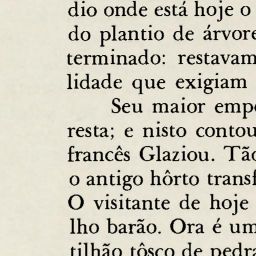 dio onde está hoje o
do plantio de árvore
terminado: restavam
lidade que exigiam
Seu maior emp
resta; e nisto contou
francês Glaziou. Tão
o antigo hôrto transf
O visitante de hoje
lho barão. Ora é um
tilhão tôsco de pedra